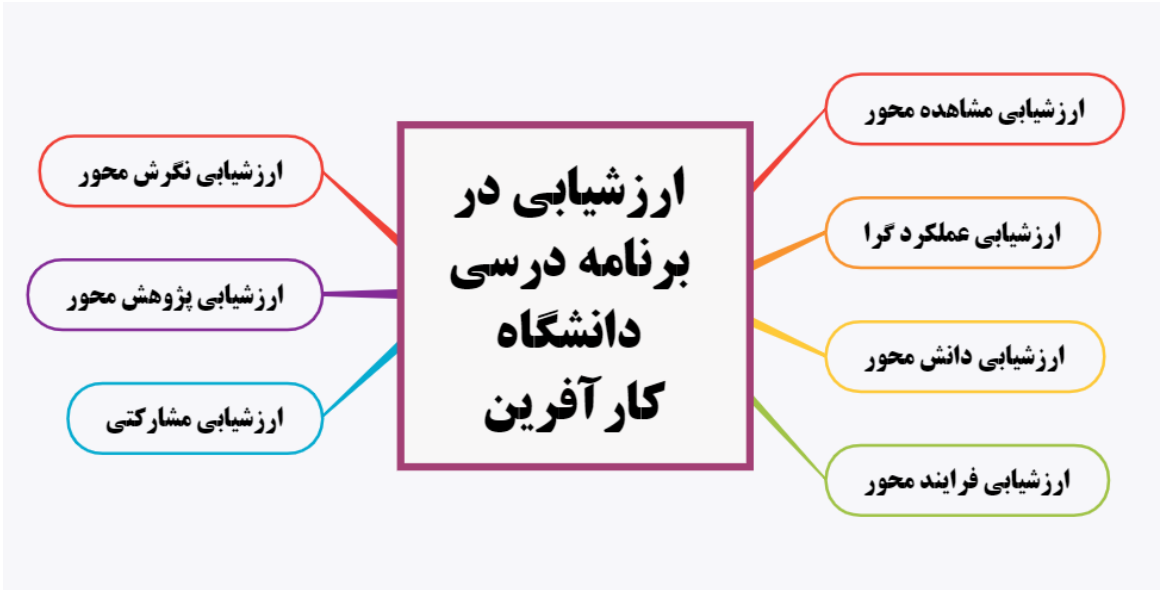 ارزشیابی در
برنامه درسی
دانشگاه
کارآفرین
ارزشیابی مشاهده محور
ارزشیابی عملکرد گرا
ارزشیابی دانش محور
ارزشیابی فرایند محور
ارزشیابی نگرش محور
ارزشیابی پژوهش محور
ارزشیابی مشارکتی